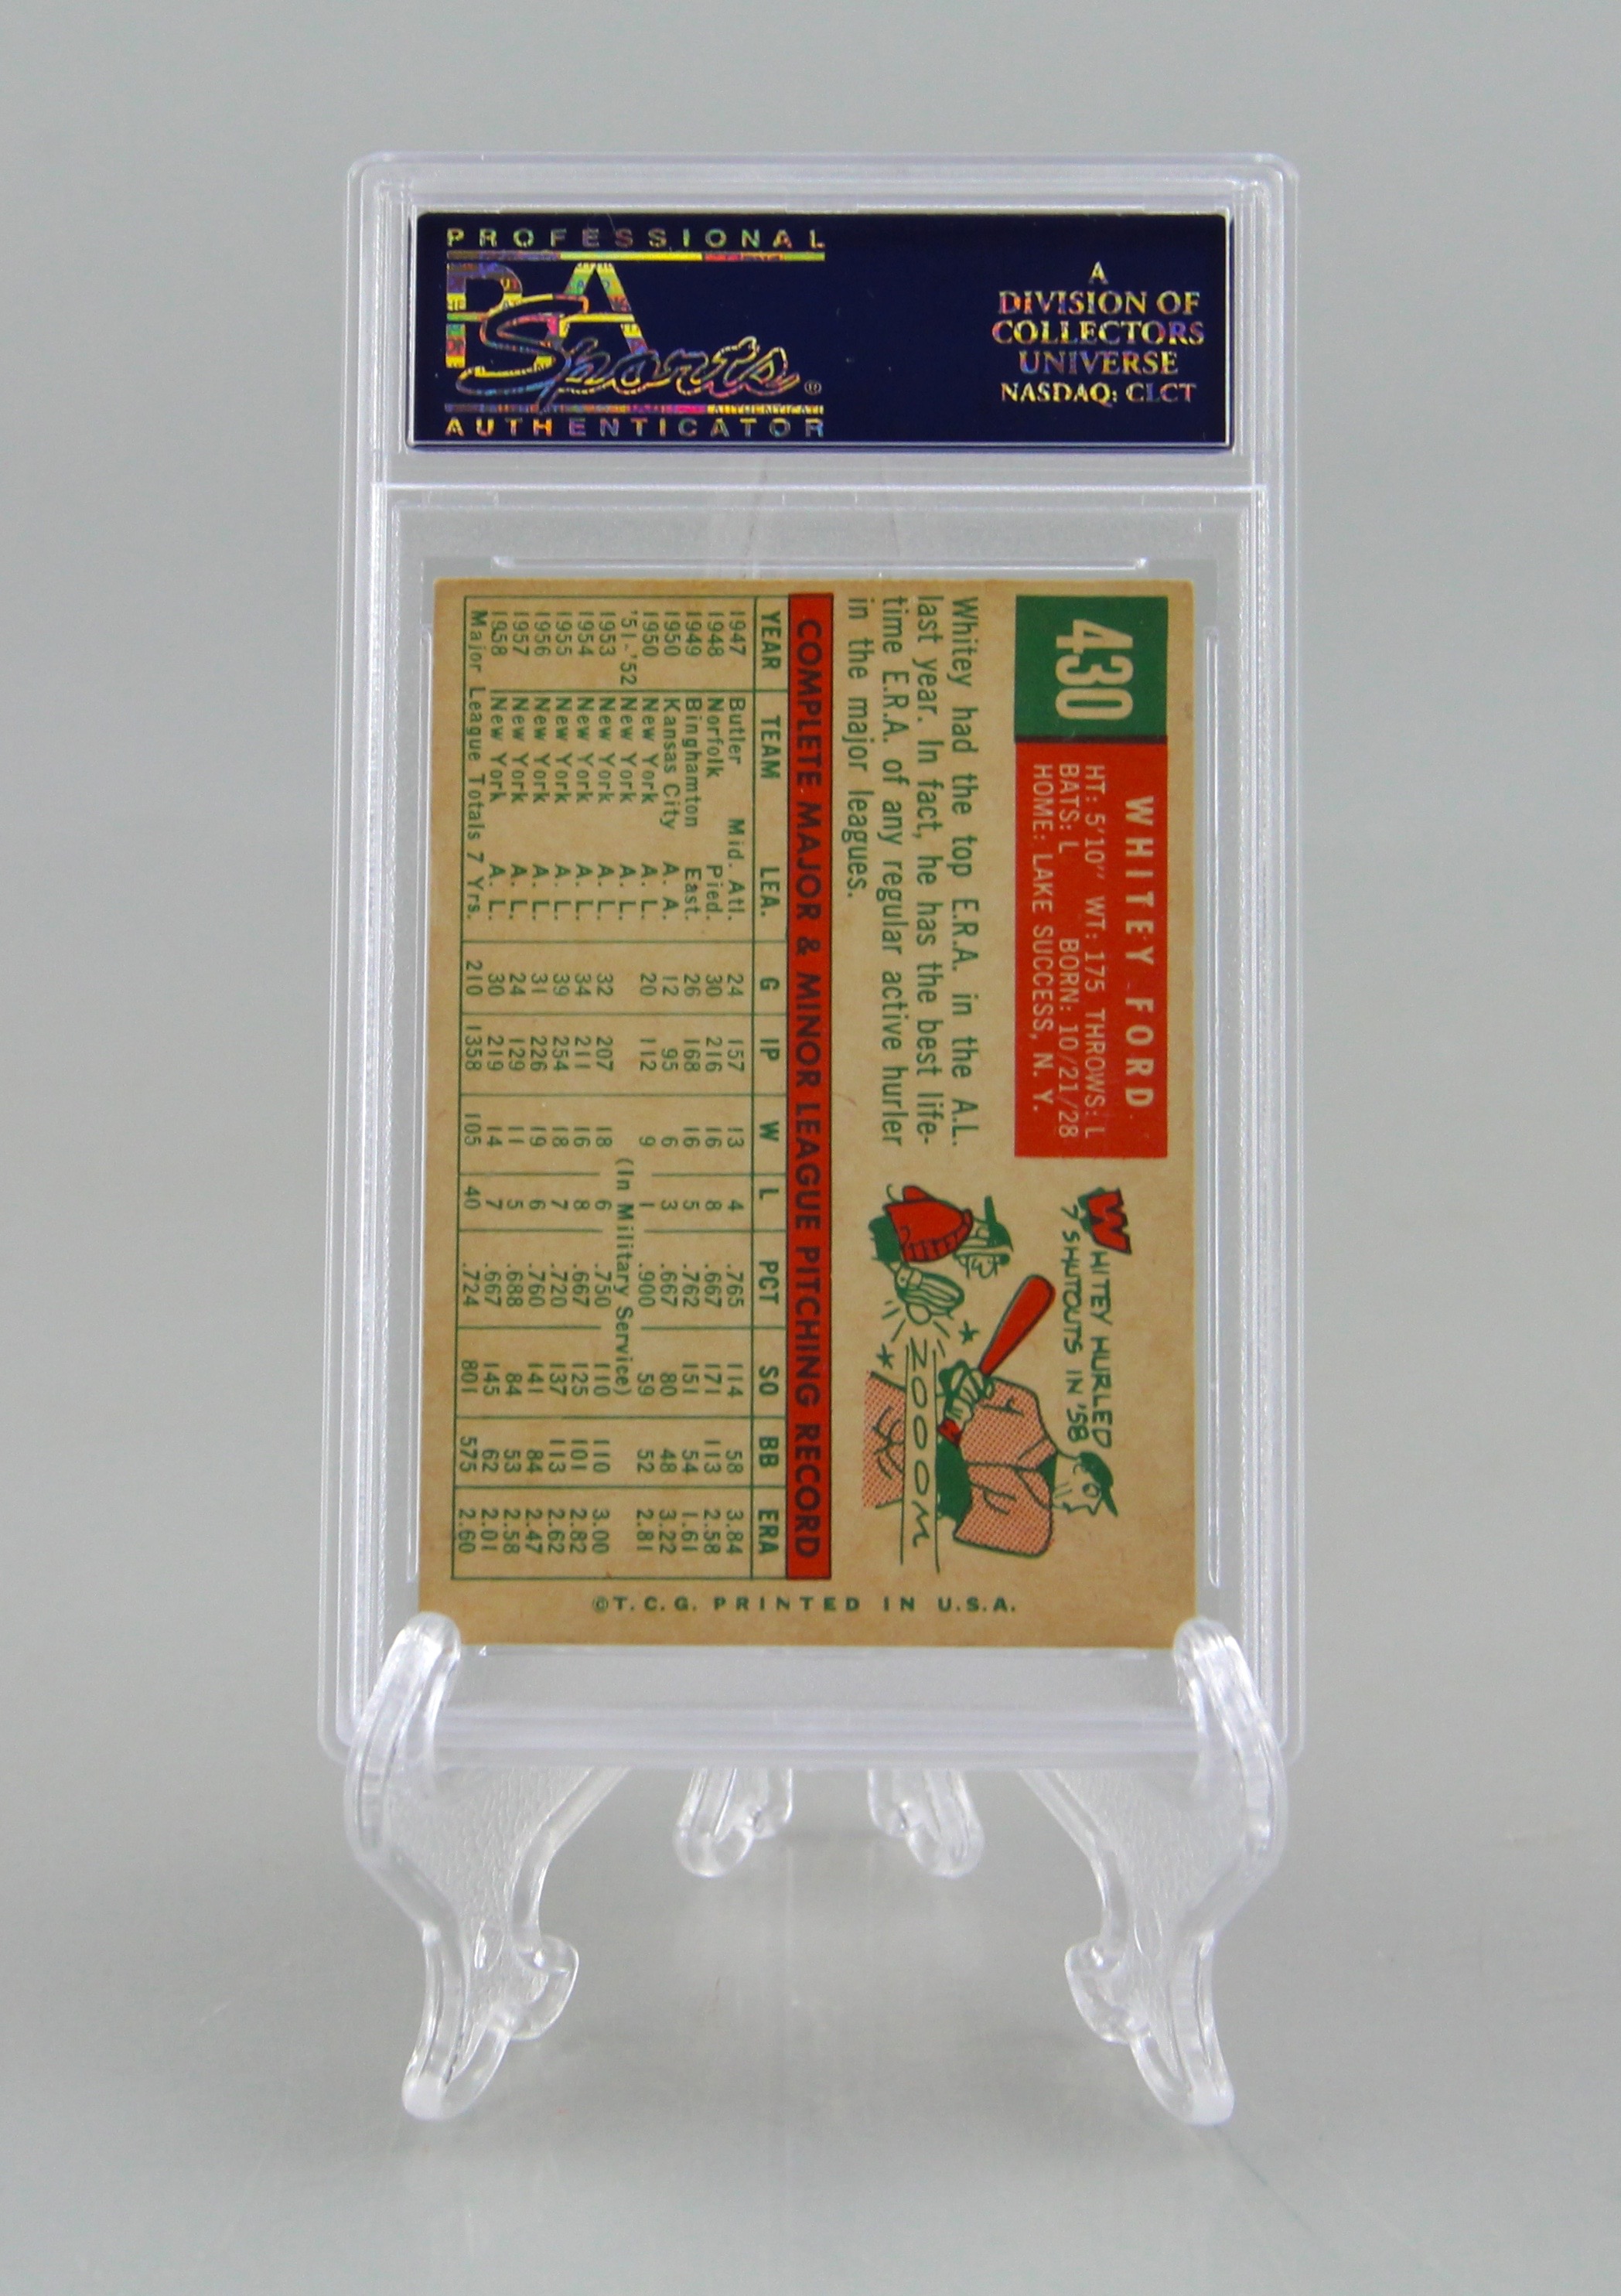 PROFESSIONAL
PSA
Sports®
AUTHENTICATOR
A
DIVISION OF
COLLECTORS
UNIVERSE
NASDAQ: CLCT
430
WHITEY FORD
HT: 5'10" WT: 175 THROWS: L
BATS: L BORN: 10/21/28
HOME: LAKE SUCCESS, N. Y.
Whitey had the top E.R.A. in the A.L.
last year. In fact, he has the best life-
time E.R.A. of any regular active hurler
in the major leagues.
WHITEY HURLED
7 SHUTOUTS IN '58
ZOOOOM
COMPLETE MAJOR & MINOR LEAGUE PITCHING RECORD
YEAR TEAM LEA. G IP W L PCT SO BB ERA
1947 Butler Mid. Atl. 24 157 13 4 .765 114 58 3.84
1948 Norfolk Pied. 30 216 16 8 .667 171 113 2.58
1949 Binghamton East. 26 168 16 5 .762 151 54 1.61
1950 Kansas City A. A. 12 95 6 3 .667 80 48 3.22
1950 New York A. L. 20 112 9 1 .900 59 52 2.81
'51-'52 New York A. L. (In Military Service)
1953 New York A. L. 32 207 18 6 .750 110 110 3.00
1954 New York A. L. 34 211 16 8 .667 125 101 2.82
1955 New York A. L. 39 254 18 7 .720 137 113 2.62
1956 New York A. L. 31 226 19 6 .760 141 84 2.47
1957 New York A. L. 24 129 11 5 .688 84 53 2.58
1958 New York A. L. 30 219 14 7 .667 145 62 2.01
Major League Totals 7 Yrs. 210 1358 105 40 .724 801 575 2.60
©T.C.G. PRINTED IN U.S.A.